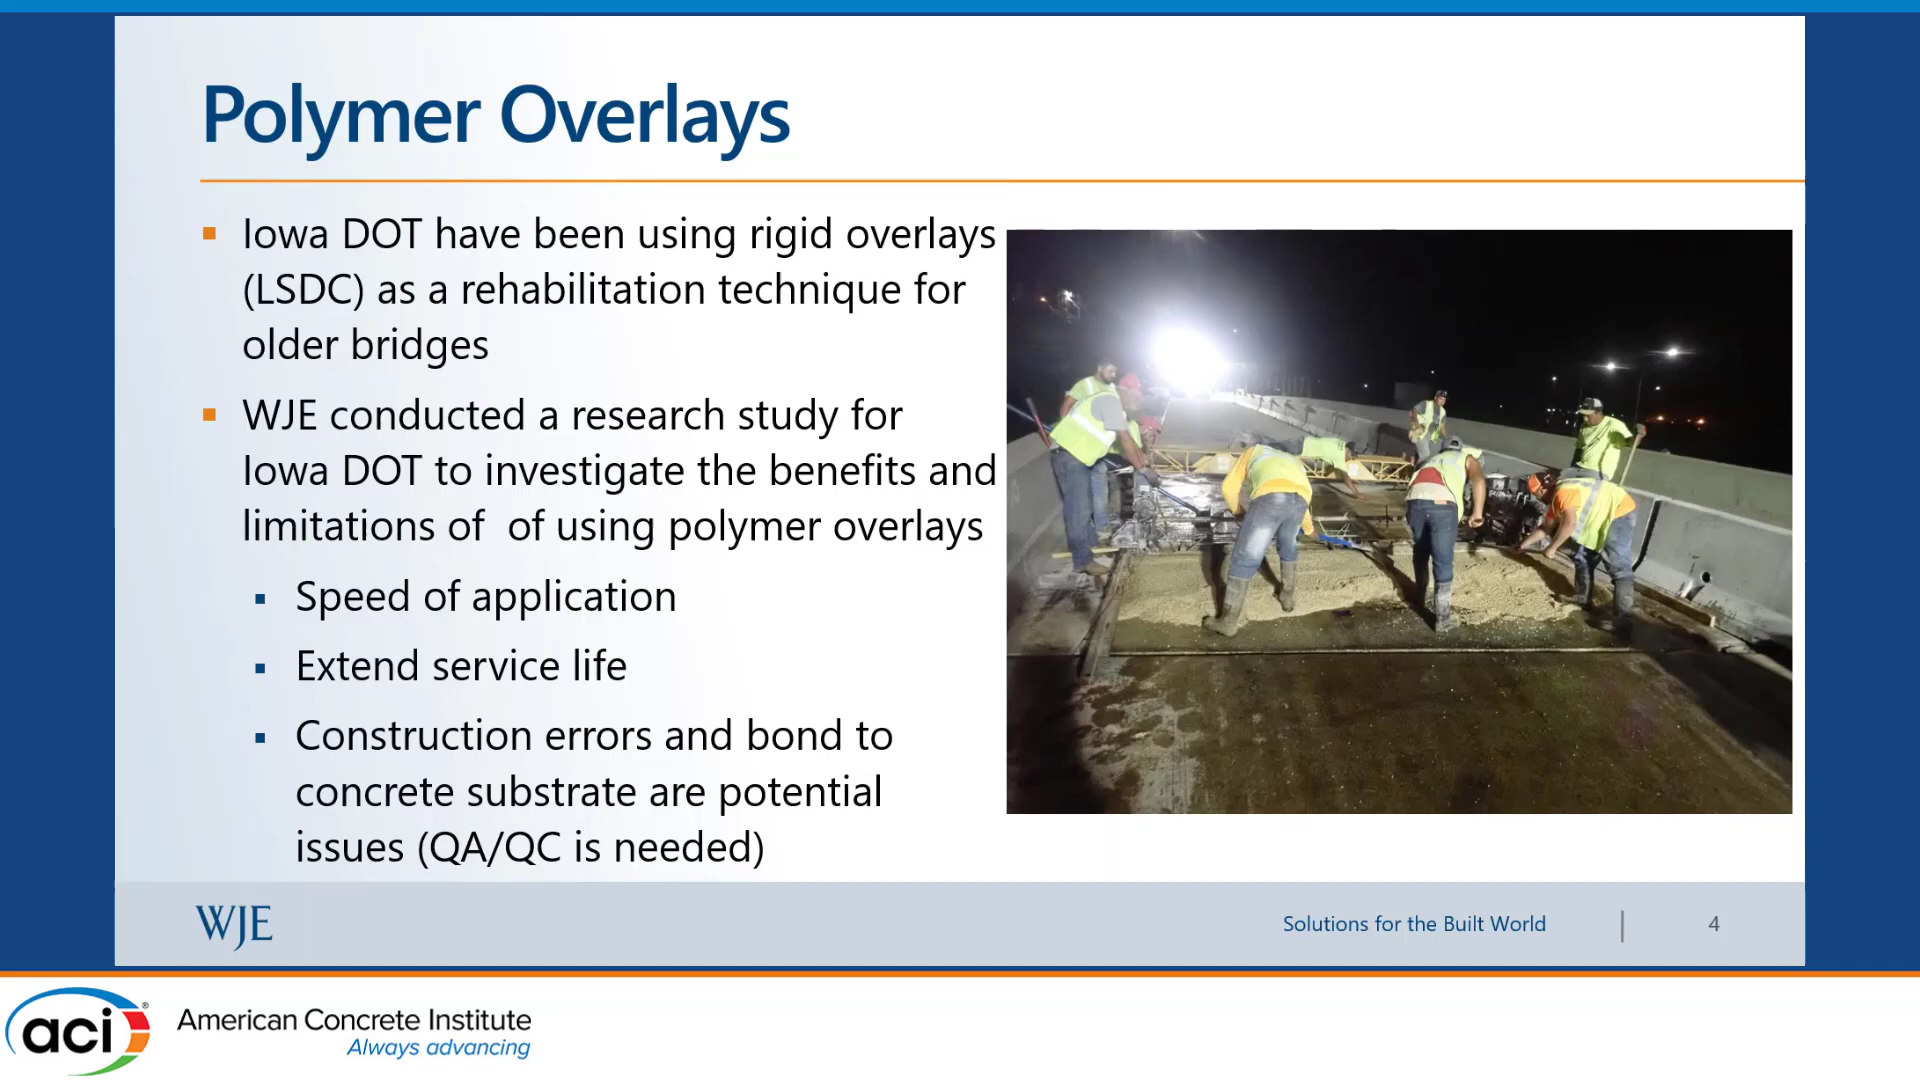 Polymer Overlays
Iowa DOT have been using rigid overlays
(LSDC) as a rehabilitation technique for
older bridges
WJE conducted a research study for
Iowa DOT to investigate the benefits and
limitations of  of using polymer overlays
Speed of application
Extend service life
Construction errors and bond to
concrete substrate are potential
issues (QA/QC is needed)
WJE
Solutions for the Built World
4
aci
American Concrete Institute
Always advancing